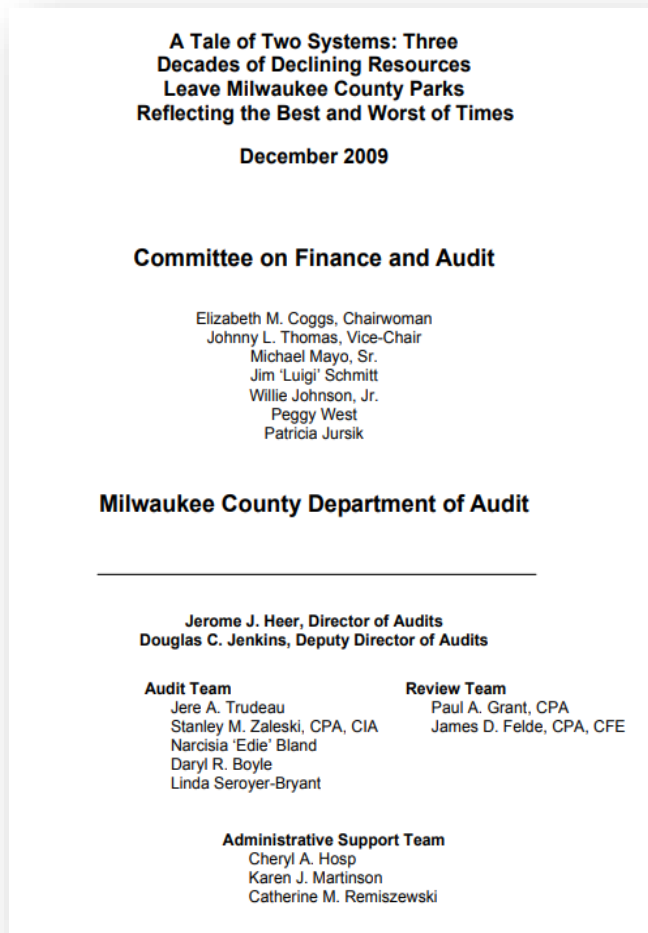 A Tale of Two Systems: Three
Decades of Declining Resources
Leave Milwaukee County Parks
Reflecting the Best and Worst of Times
December 2009
Committee on Finance and Audit
Elizabeth M. Coggs, Chairwoman
Johnny L. Thomas, Vice-Chair
Michael Mayo, Sr.
Jim ‘Luigi’ Schmitt
Willie Johnson, Jr.
Peggy West
Patricia Jursik
Milwaukee County Department of Audit
Jerome J. Heer, Director of Audits
Douglas C. Jenkins, Deputy Director of Audits
Audit Team
Jere A. Trudeau
Stanley M. Zaleski, CPA, CIA
Narcisia ‘Edie’ Bland
Daryl R. Boyle
Linda Seroyer-Bryant
Review Team
Paul A. Grant, CPA
James D. Felde, CPA, CFE
Administrative Support Team
Cheryl A. Hosp
Karen J. Martinson
Catherine M. Remiszewski